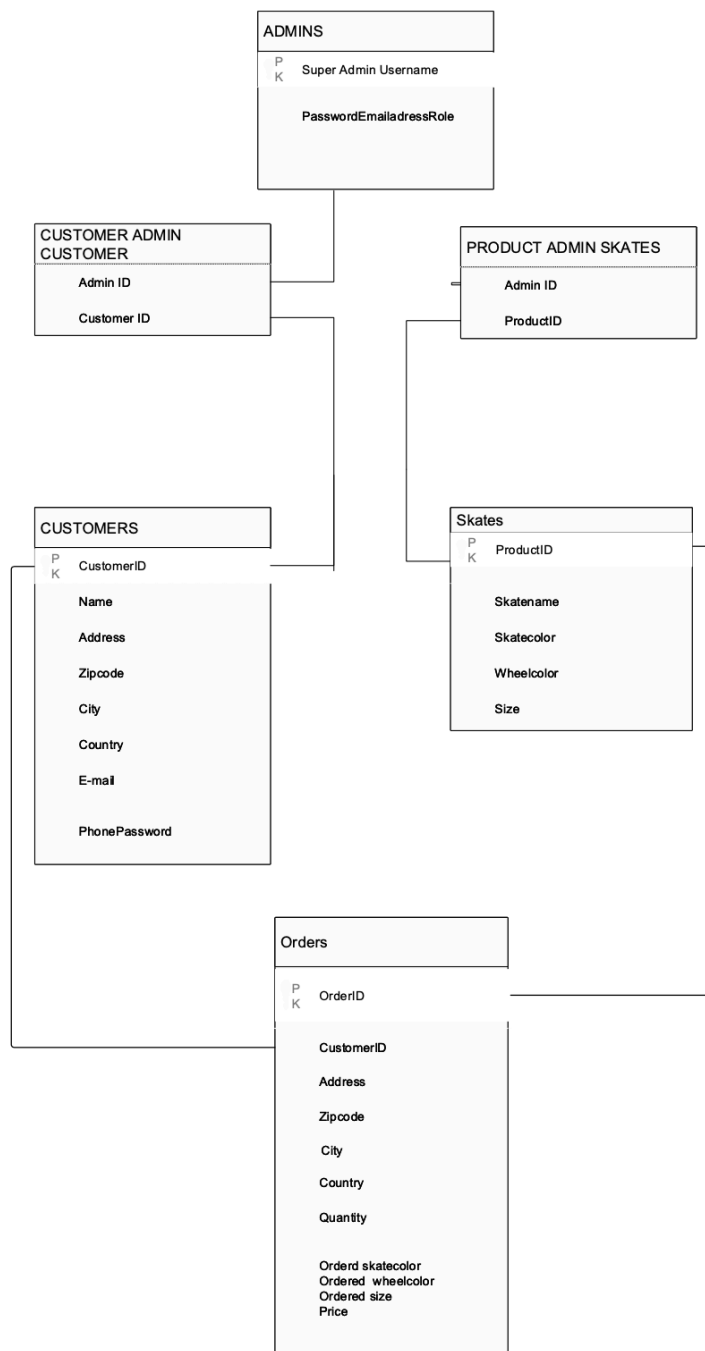 ADMINS
P
K
Super Admin Username
PasswordEmailadressRole
CUSTOMER ADMIN
CUSTOMER
Admin ID
Customer ID
PRODUCT ADMIN SKATES
Admin ID
ProductID
CUSTOMERS
P
K
CustomerID
Name
Address
Zipcode
City
Country
E-mail
PhonePassword
Skates
P
K
ProductID
Skatename
Skatecolor
Wheelcolor
Size
Orders
P
K
OrderID
CustomerID
Address
Zipcode
City
Country
Quantity
Orderd skatecolor
Ordered wheelcolor
Ordered size
Price